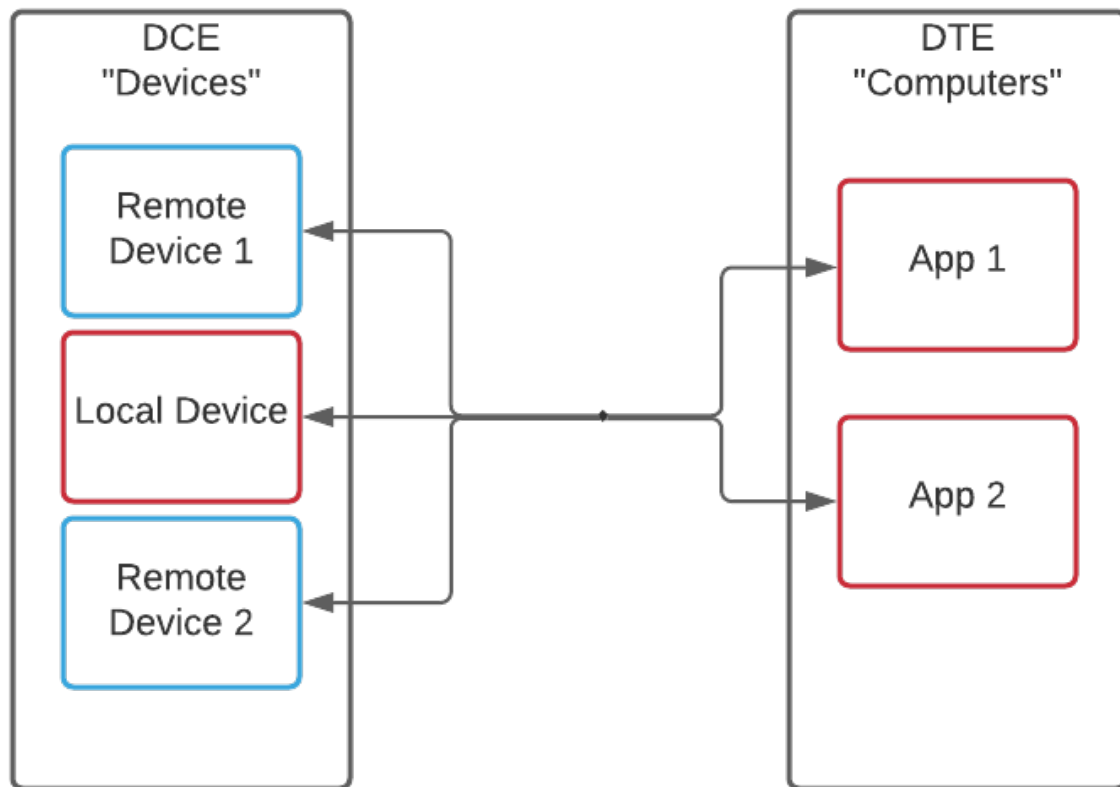 DCE
"Devices"
Remote
Device 1
Local Device
Remote
Device 2
DTE
"Computers"
App 1
App 2